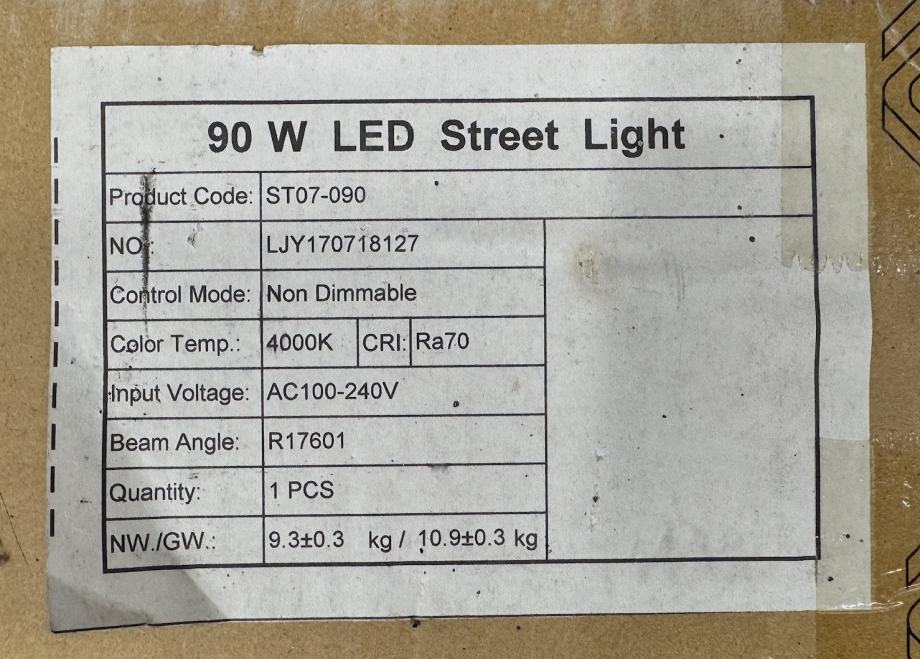 90 W LED Street Light
Product Code: ST07-090
NO.: LJY170718127
Control Mode: Non Dimmable
Color Temp.: 4000K CRI: Ra70
Input Voltage: AC100-240V
Beam Angle: R17601
Quantity: 1 PCS
NW./GW.: 9.3±0.3 kg / 10.9±0.3 kg